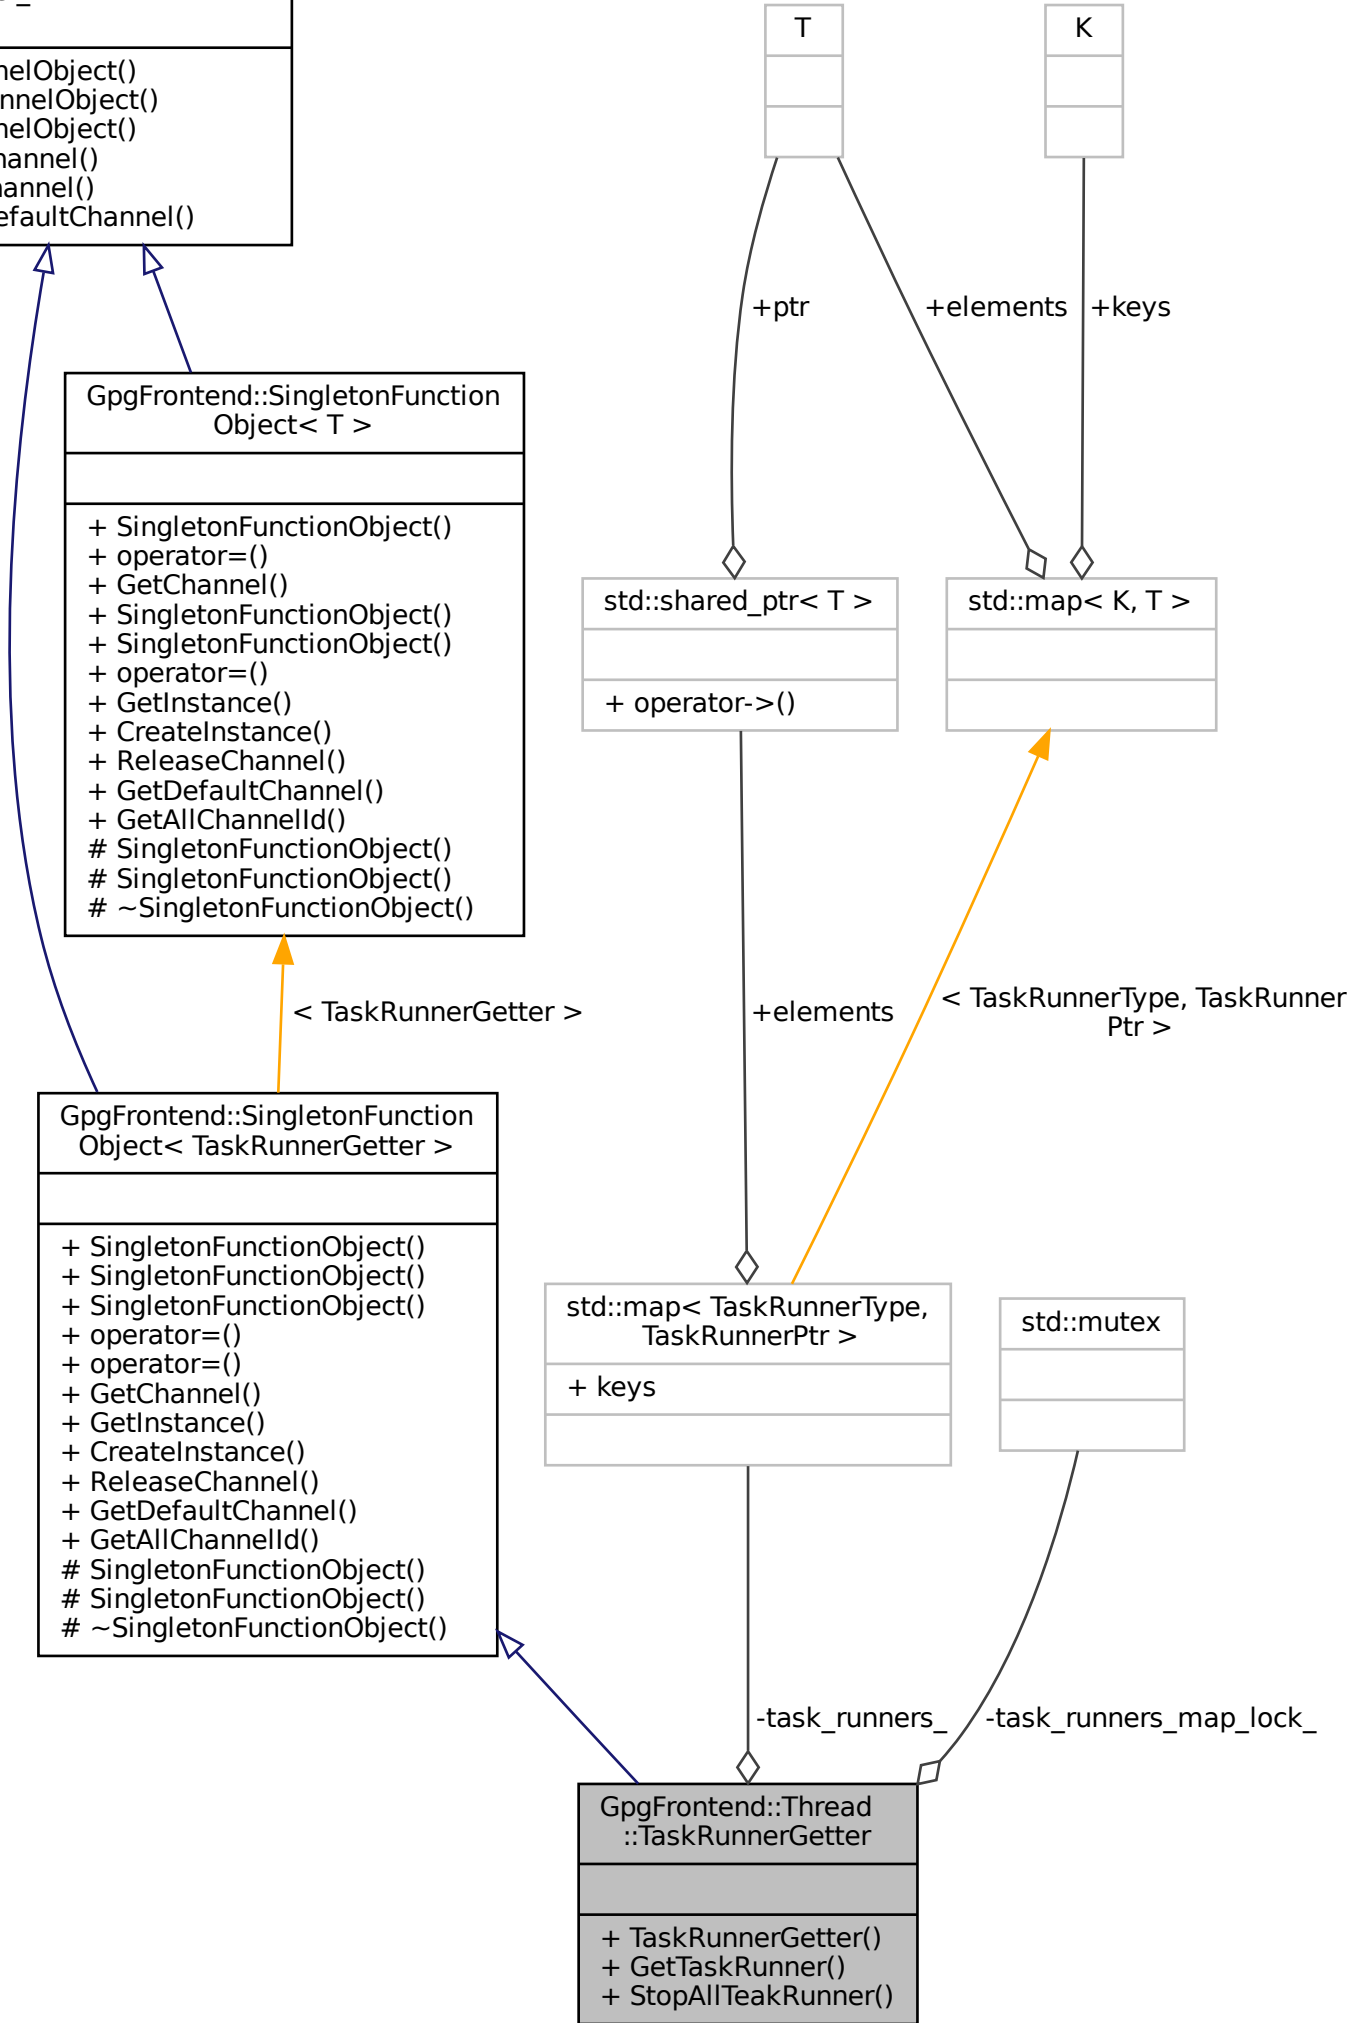 T
K
nelObject()
nnelObject()
nelObject()
hannel()
hannel()
efaultChannel()
+ptr
+elements
+keys
GpgFrontend::SingletonFunction
Object< T >
+ SingletonFunctionObject()
+ operator=()
+ GetChannel()
+ SingletonFunctionObject()
+ SingletonFunctionObject()
+ operator=()
+ GetInstance()
+ CreateInstance()
+ ReleaseChannel()
+ GetDefaultChannel()
+ GetAllChannelId()
# SingletonFunctionObject()
# SingletonFunctionObject()
# ~SingletonFunctionObject()
std::shared_ptr< T >
+ operator->()
std::map< K, T >
< TaskRunnerGetter >
+elements
< TaskRunnerType, TaskRunner
Ptr >
GpgFrontend::SingletonFunction
Object< TaskRunnerGetter >
+ SingletonFunctionObject()
+ SingletonFunctionObject()
+ SingletonFunctionObject()
+ operator=()
+ operator=()
+ GetChannel()
+ GetInstance()
+ CreateInstance()
+ ReleaseChannel()
+ GetDefaultChannel()
+ GetAllChannelId()
# SingletonFunctionObject()
# SingletonFunctionObject()
# ~SingletonFunctionObject()
std::map< TaskRunnerType,
TaskRunnerPtr >
+ keys
std::mutex
-task_runners_
-task_runners_map_lock_
GpgFrontend::Thread
::TaskRunnerGetter
+ TaskRunnerGetter()
+ GetTaskRunner()
+ StopAllTeakRunner()